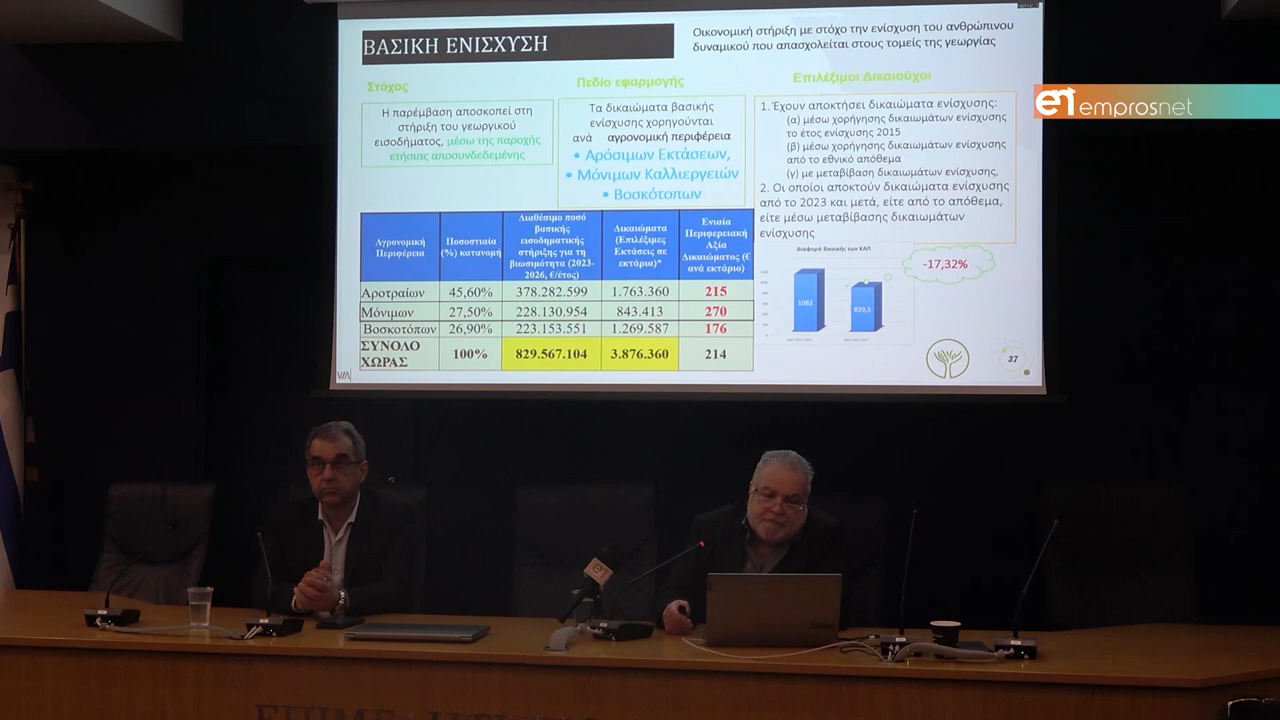 ΒΑΣΙΚΗ ΕΝΙΣΧΥΣΗ
Οικονομική στήριξη με στόχο την ενίσχυση του ανθρώπινου
δυναμικού που απασχολείται στους τομείς της γεωργίας
Στόχος
Η παρέμβαση αποσκοπεί στη
στήριξη του γεωργικού
εισοδήματος, μέσω της παροχής
ετήσιας αποσυνδεδεμένης
Πεδίο εφαρμογής
Τα δικαιώματα βασικής
ενίσχυσης χορηγούνται
ανά αγρονομική περιφέρεια
• Αρόσιμων Εκτάσεων,
• Μόνιμων Καλλιεργειών
• Βοσκότοπων
Επιλέξιμοι Δικαιούχοι
1. Έχουν αποκτήσει δικαιώματα ενίσχυσης:
(α) μέσω χορήγησης δικαιωμάτων ενίσχυσης
το έτος ενίσχυσης 2015
(β) μέσω χορήγησης δικαιωμάτων ενίσχυσης
από το εθνικό απόθεμα
(γ) με μεταβίβαση δικαιωμάτων ενίσχυσης,
2. Οι οποίοι αποκτούν δικαιώματα ενίσχυσης
από το 2023 και μετά, είτε από το απόθεμα,
είτε μέσω μεταβίβασης δικαιωμάτων
ενίσχυσης
emprosnet
Αγρονομική Περιφέρεια
Ποσοστιαία (%) κατανομή
Διαθέσιμο ποσό βασικής εισοδηματικής στήριξης για τη βιωσιμότητα (2023-2026, €/έτος)
Δικαιώματα (Επιλέξιμες Εκτάσεις σε εκτάρια)*
Ενιαία Περιφερειακή Αξία Δικαιώματος (€ ανά εκτάριο)
Αροτραίων 45,60% 378.282.599 1.763.360 215
Μόνιμων 27,50% 228.130.954 843.413 270
Βοσκοτόπων 26,90% 223.153.551 1.269.587 176
ΣΥΝΟΛΟ ΧΩΡΑΣ 100% 829.567.104 3.876.360 214
Διαφορά Βασικής των ΚΑΠ
-17,32%
1082
829,5
37